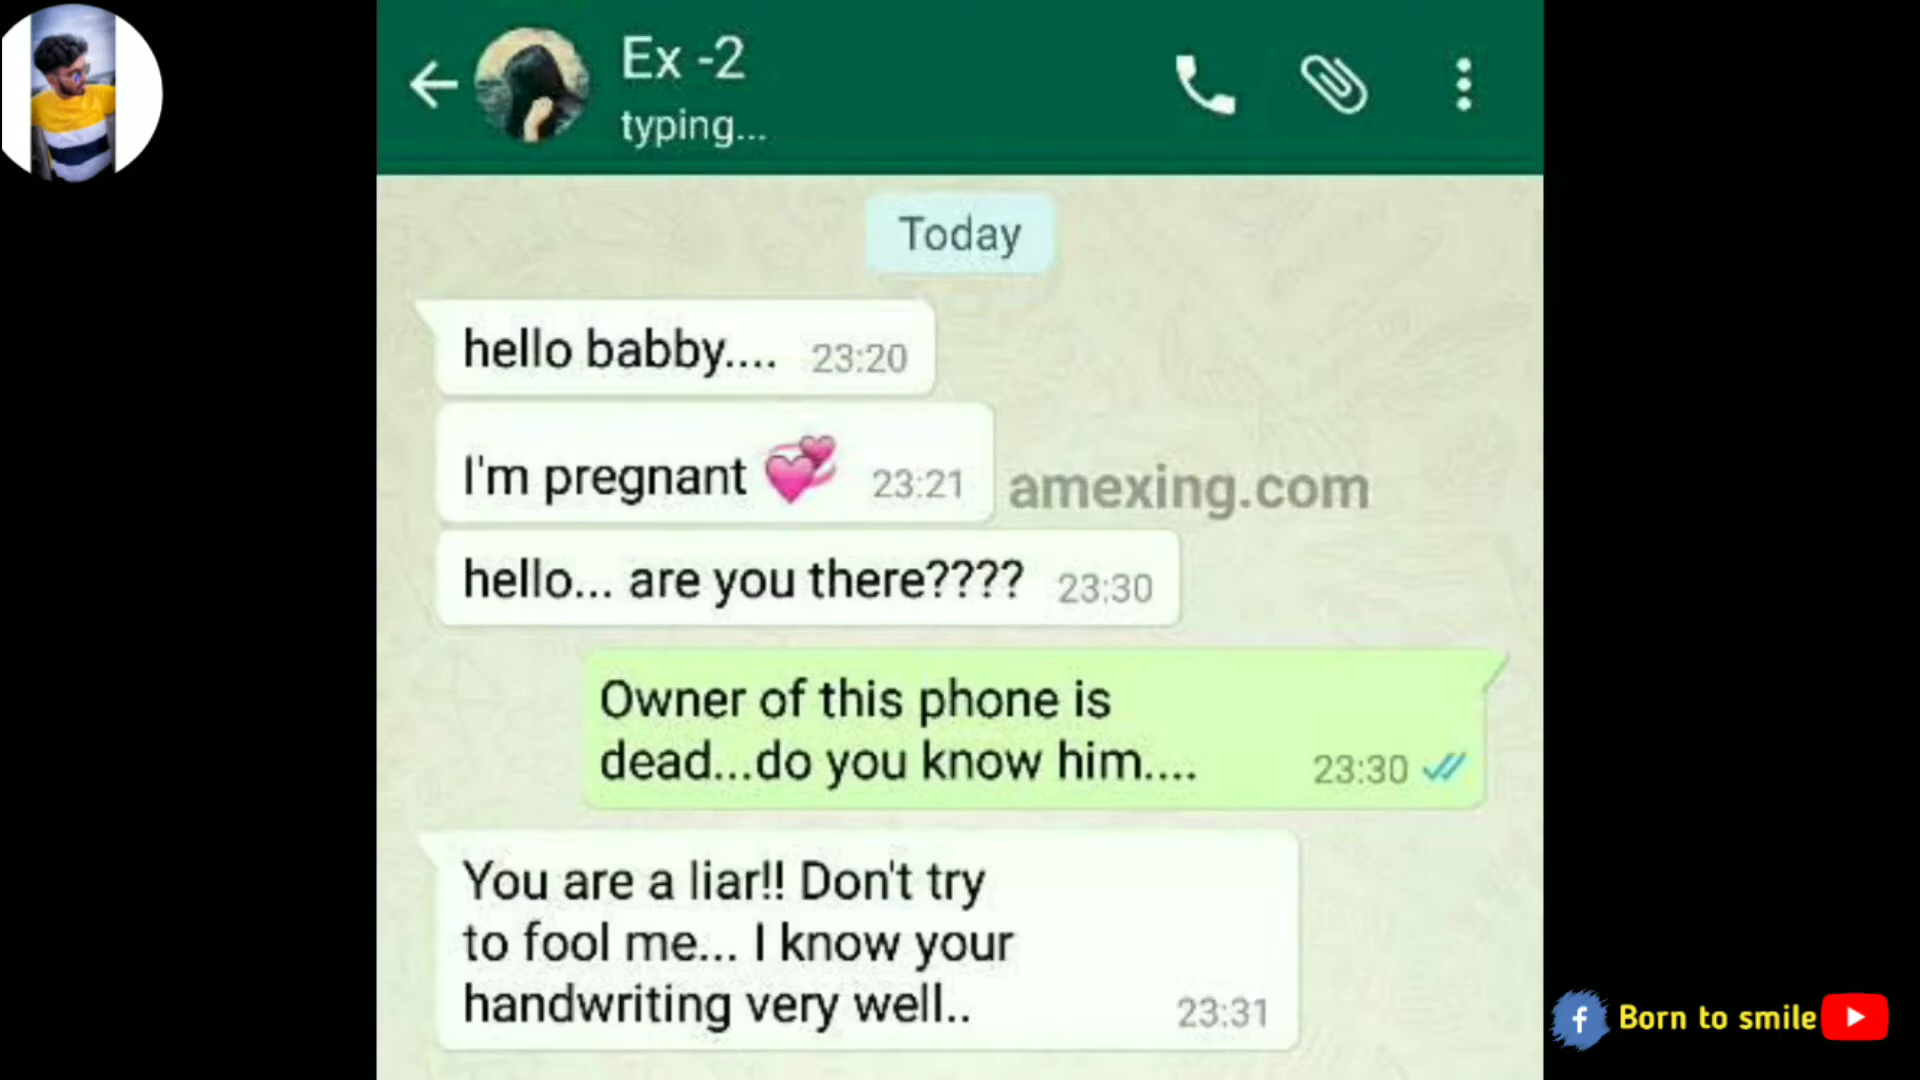 Ex -2
typing...
Today
hello babby.... 23:20
I'm pregnant 💞 23:21
amexing.com
hello... are you there???? 23:30
Owner of this phone is
dead...do you know him.... 23:30
You are a liar!! Don't try
to fool me... I know your
handwriting very well.. 23:31
f Born to smile